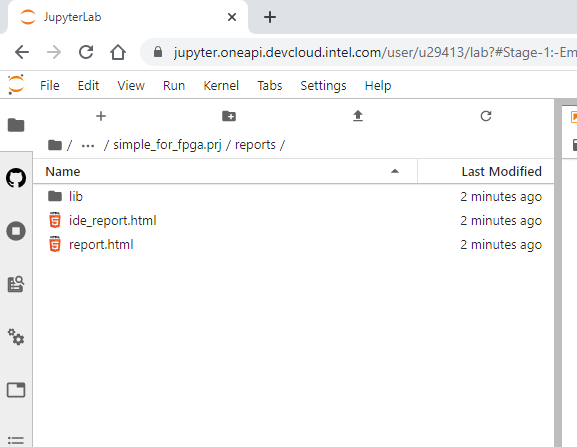 JupyterLab
jupyter.oneapi.devcloud.intel.com/user/u29413/lab?#Stage-1:-Em
File Edit View Run Kernel Tabs Settings Help
/ ··· / simple_for_fpga.prj / reports /
Name Last Modified
lib 2 minutes ago
ide_report.html 2 minutes ago
report.html 2 minutes ago